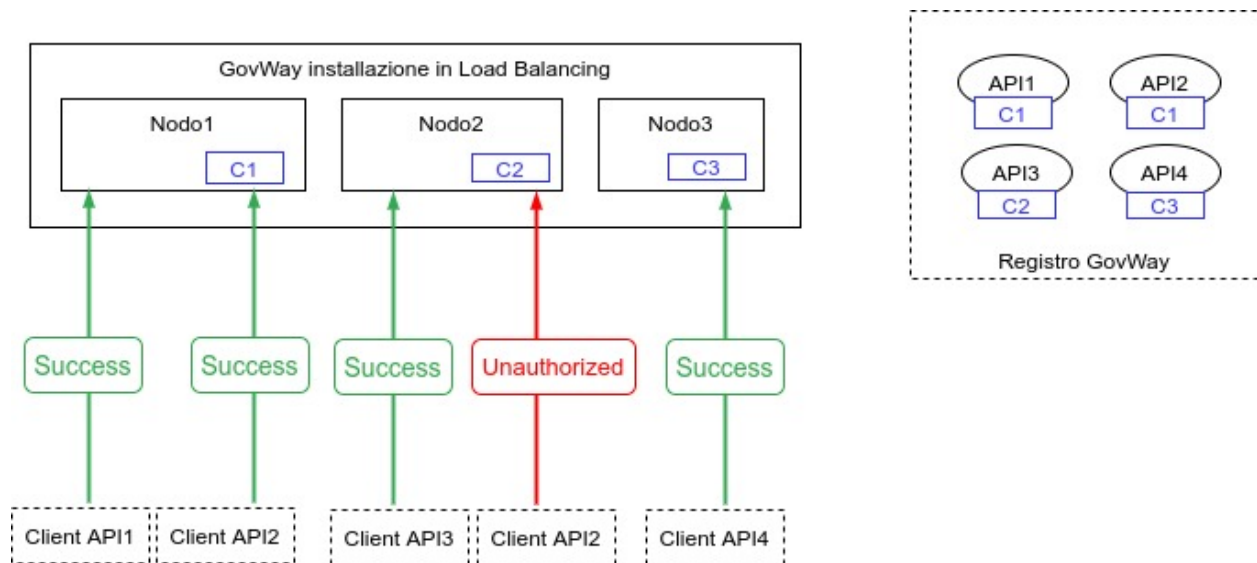 GovWay installazione in Load Balancing
Nodo1
C1
Nodo2
C2
Nodo3
C3
Success
Success
Success
Unauthorized
Success
Client API1
Client API2
Client API3
Client API2
Client API4
API1
C1
API2
C1
API3
C2
API4
C3
Registro GovWay